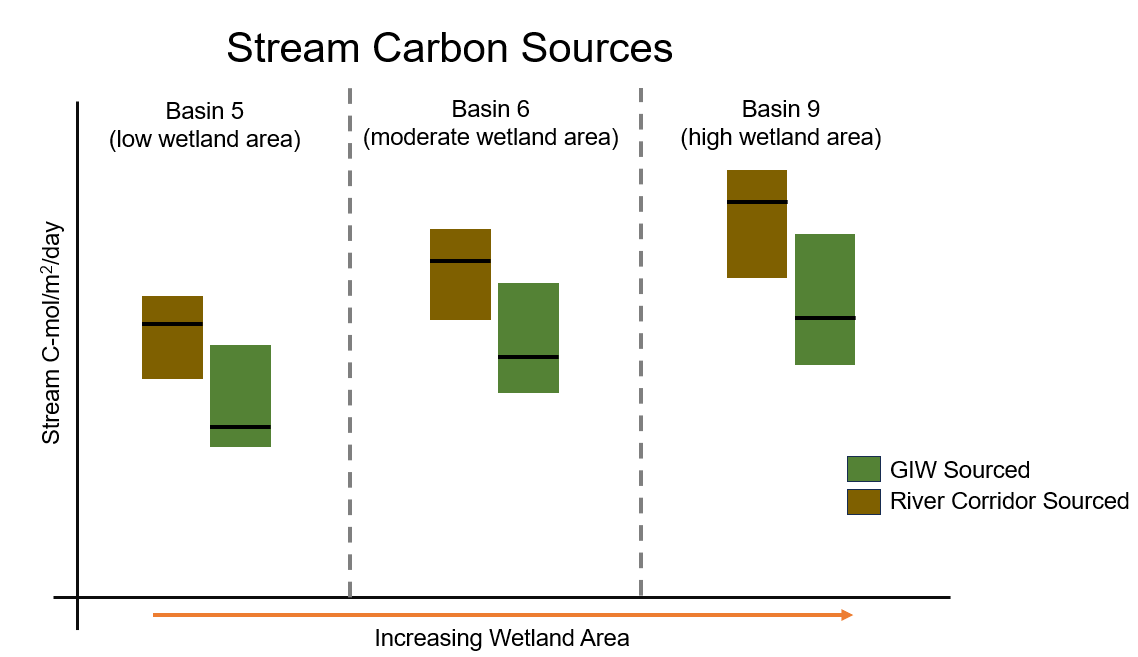 Stream Carbon Sources
Basin 5
(low wetland area)
Basin 6
(moderate wetland area)
Basin 9
(high wetland area)
Stream C-mol/m²/day
GIW Sourced
River Corridor Sourced
Increasing Wetland Area